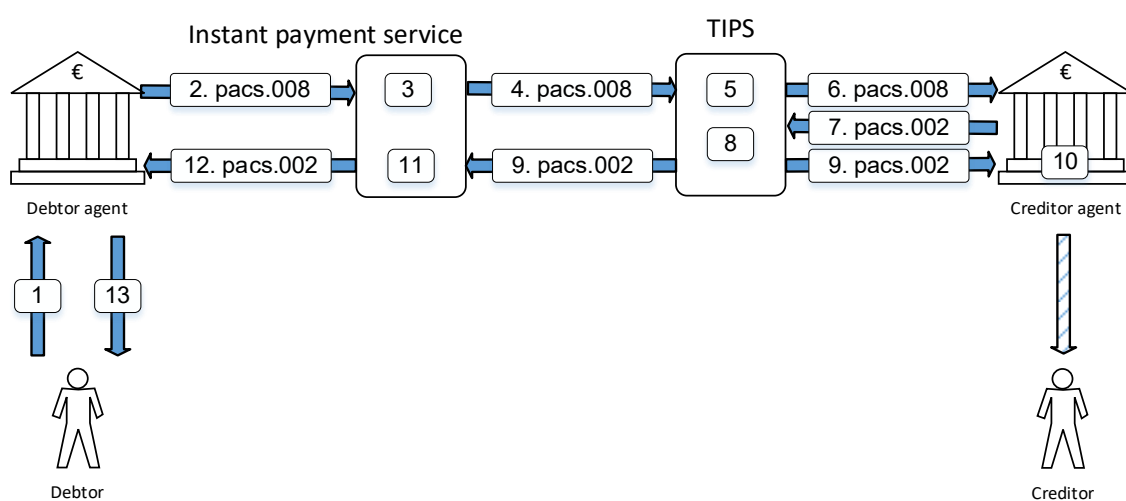 Instant payment service
TIPS
€
€
2. pacs.008
3
4. pacs.008
5
6. pacs.008
7. pacs.002
8
12. pacs.002
11
9. pacs.002
9. pacs.002
10
Debtor agent
Creditor agent
1
13
Debtor
Creditor